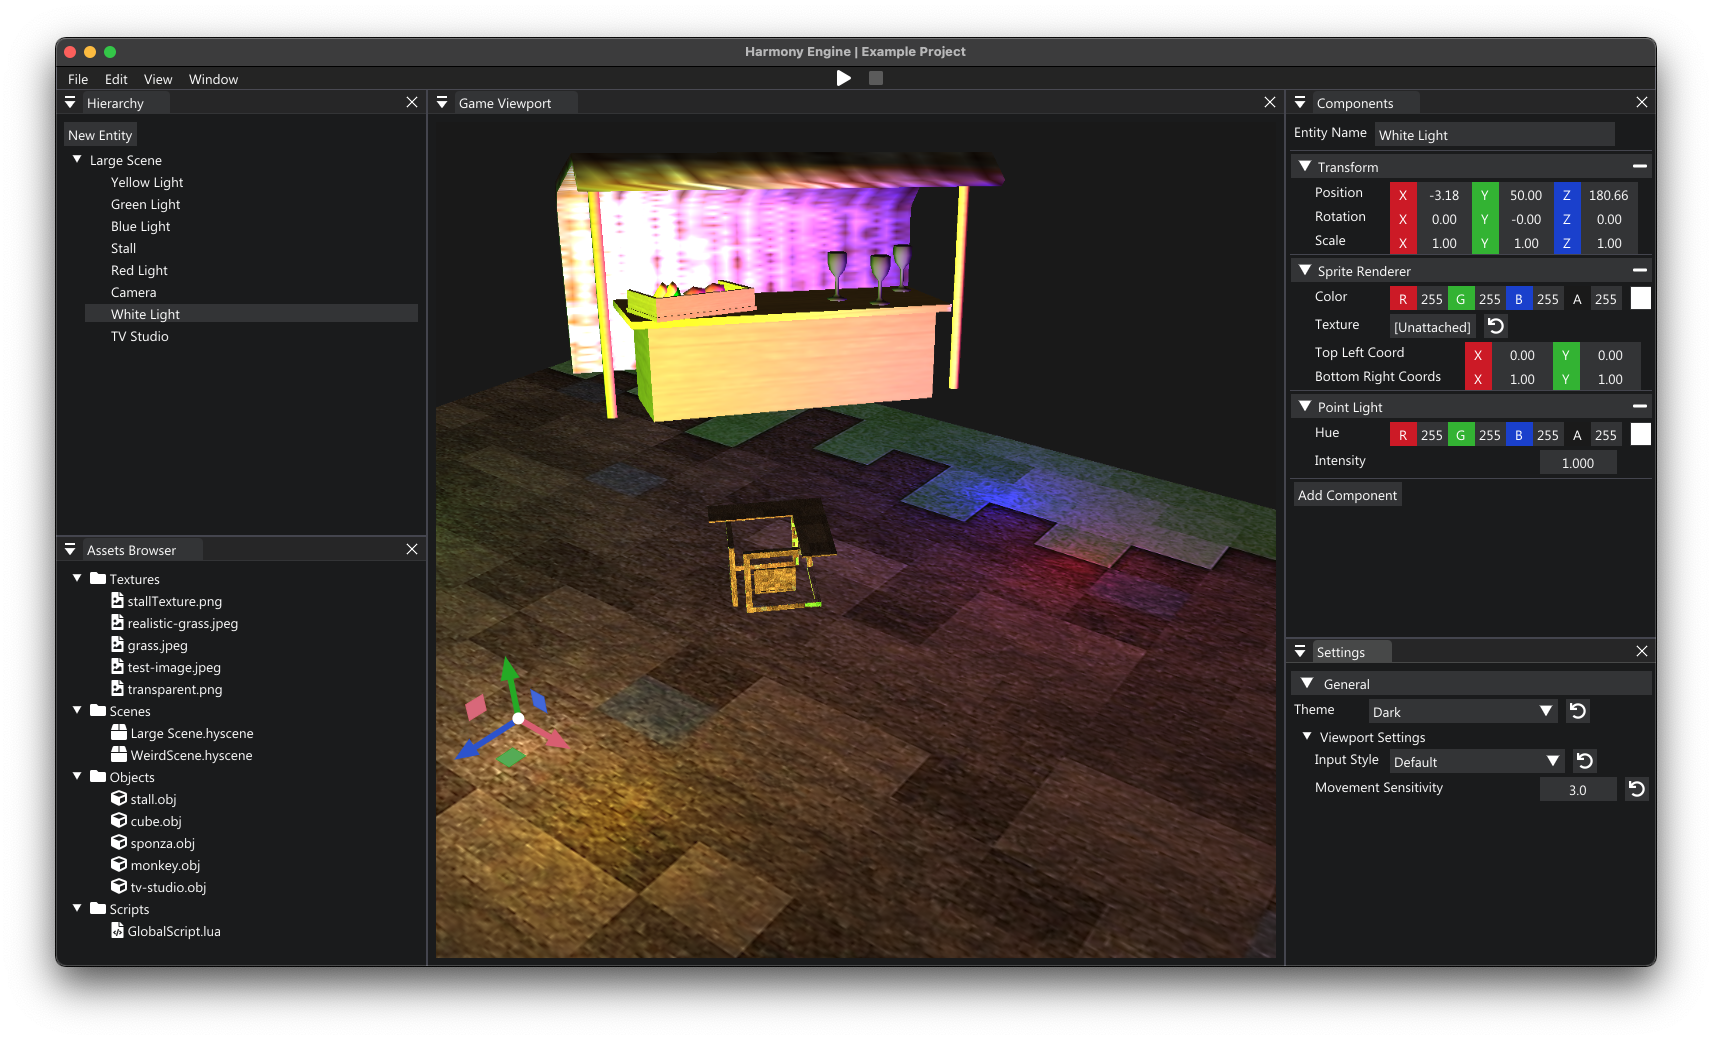 Harmony Engine | Example Project
File Edit View Window
Hierarchy
New Entity
Large Scene
Yellow Light
Green Light
Blue Light
Stall
Red Light
Camera
White Light
TV Studio
Assets Browser
Textures
stallTexture.png
realistic-grass.jpeg
grass.jpeg
test-image.jpeg
transparent.png
Scenes
Large Scene.hyscene
WeirdScene.hyscene
Objects
stall.obj
cube.obj
sponza.obj
monkey.obj
tv-studio.obj
Scripts
GlobalScript.lua
Game Viewport
Components
Entity Name White Light
Transform
Position X -3.18 Y 50.00 Z 180.66
Rotation X 0.00 Y -0.00 Z 0.00
Scale X 1.00 Y 1.00 Z 1.00
Sprite Renderer
Color R 255 G 255 B 255 A 255
Texture [Unattached]
Top Left Coord X 0.00 Y 0.00
Bottom Right Coords X 1.00 Y 1.00
Point Light
Hue R 255 G 255 B 255 A 255
Intensity 1.000
Add Component
Settings
General
Theme Dark
Viewport Settings
Input Style Default
Movement Sensitivity 3.0